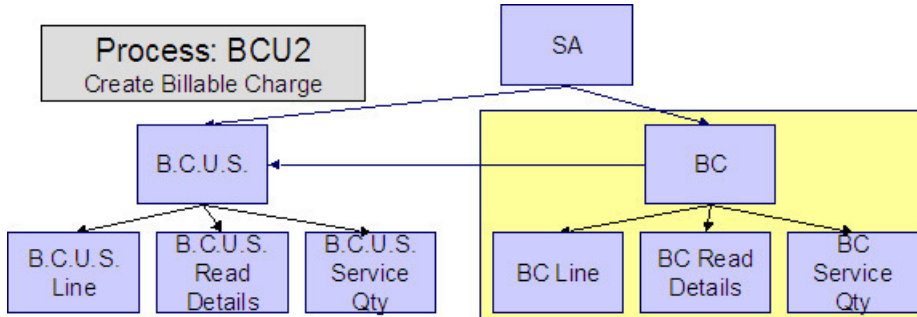 Process: BCU2
Create Billable Charge
SA
B.C.U.S.
BC
B.C.U.S.
Line
B.C.U.S.
Read
Details
B.C.U.S.
Service
Qty
BC Line
BC Read
Details
BC
Service
Qty